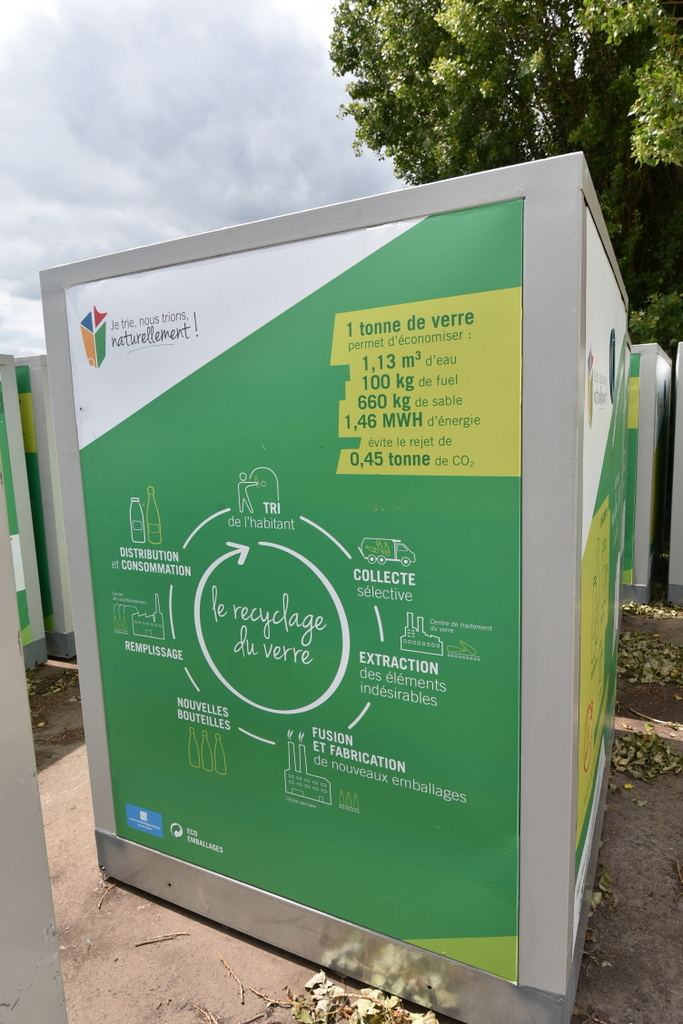 Je trie, nous trions,
naturellement !
1 tonne de verre
permet d'économiser :
1,13 m³ d'eau
100 kg de fuel
660 kg de sable
1,46 MWH d'énergie
évite le rejet de
0,45 tonne de CO₂
TRI
de l'habitant
COLLECTE
sélective
Centre de traitement
du verre
EXTRACTION
des éléments
indésirables
FUSION
ET FABRICATION
de nouveaux emballages
Usine verrière
NOUVELLES
BOUTEILLES
REMPLISSAGE
DISTRIBUTION
et CONSOMMATION
le recyclage
du verre
ECO
EMBALLAGES